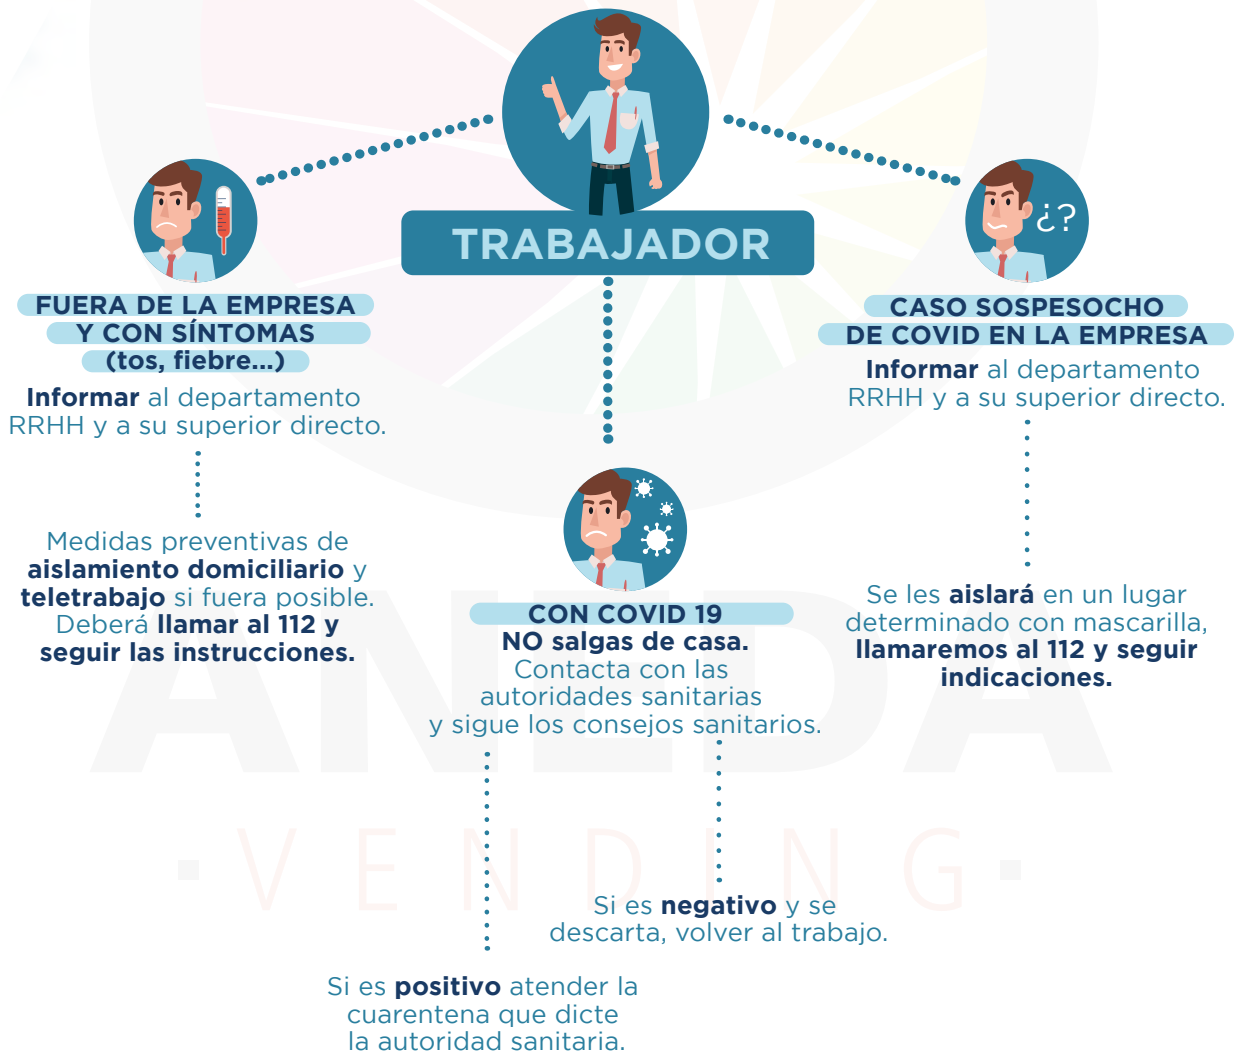 TRABAJADOR
FUERA DE LA EMPRESA
Y CON SÍNTOMAS
(tos, fiebre...)
Informar al departamento
RRHH y a su superior directo.
Medidas preventivas de
aislamiento domiciliario y
teletrabajo si fuera posible.
Deberá llamar al 112 y
seguir las instrucciones.
CON COVID 19
NO salgas de casa.
Contacta con las
autoridades sanitarias
y sigue los consejos sanitarios.
Si es negativo y se
descarta, volver al trabajo.
Si es positivo atender la
cuarentena que dicte
la autoridad sanitaria.
¿?
CASO SOSPESOCHO
DE COVID EN LA EMPRESA
Informar al departamento
RRHH y a su superior directo.
Se les aislará en un lugar
determinado con mascarilla,
llamaremos al 112 y seguir
indicaciones.
ANEDA
· VENDING ·